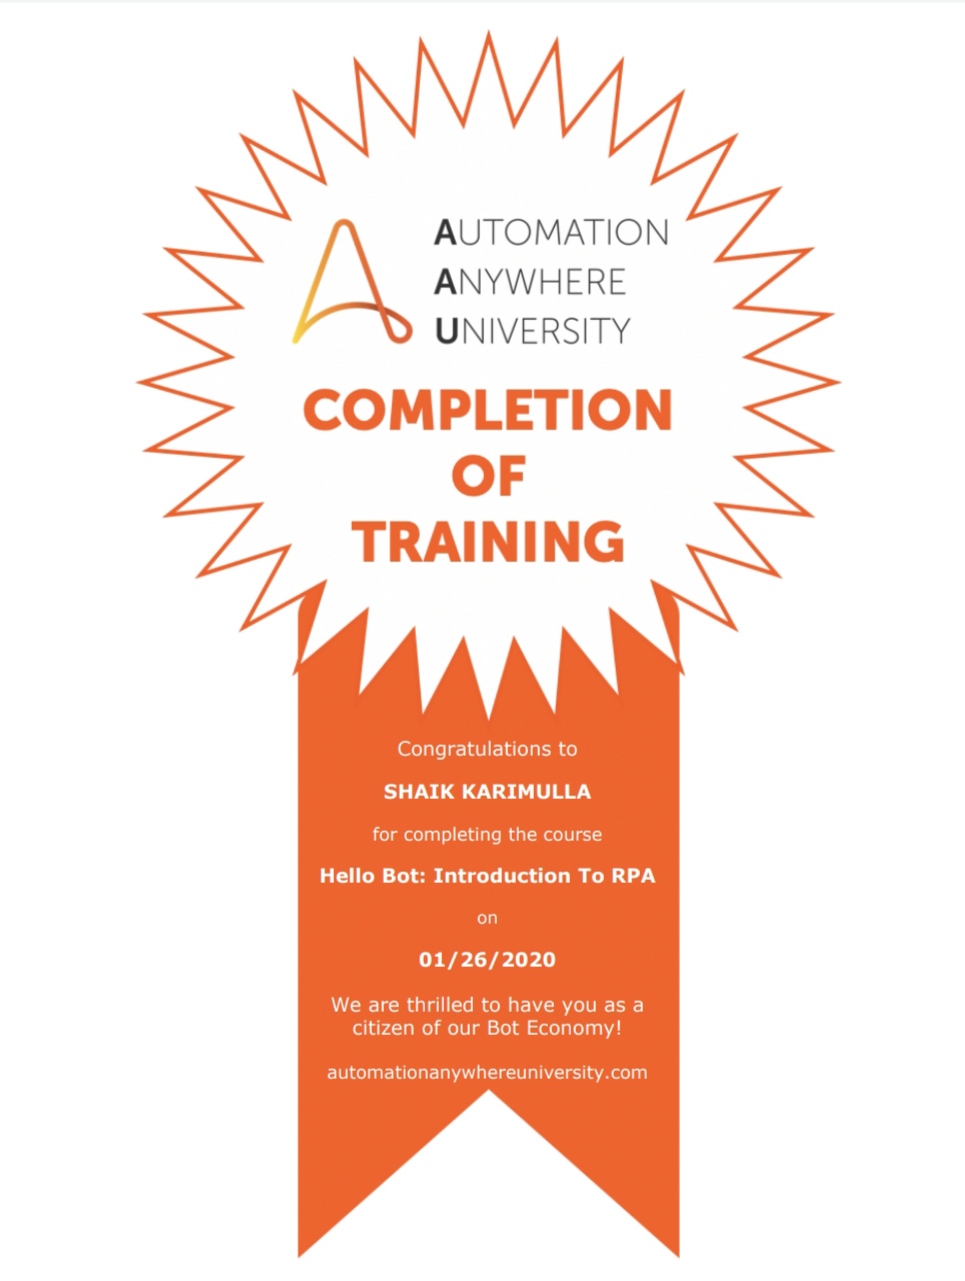 AUTOMATION
ANYWHERE
UNIVERSITY
COMPLETION
OF
TRAINING
Congratulations to
SHAIK KARIMULLA
for completing the course
Hello Bot: Introduction To RPA
on
01/26/2020
We are thrilled to have you as a
citizen of our Bot Economy!
automationanywhereuniversity.com